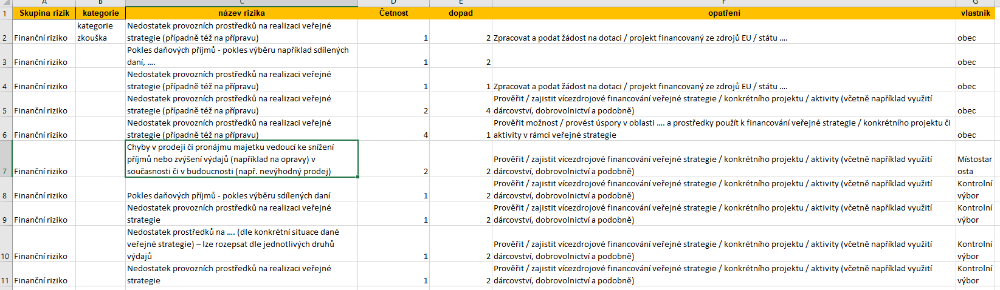 A B C D E F G
1 Skupina rizik kategorie název rizika Četnost dopad opatření vlastnik
kategorie Nedostatek provozních prostředků na realizaci veřejné
2 Finanční riziko zkouška strategie (případně též na přípravu) 1 2 Zpracovat a podat žádost na dotaci / projekt financovaný ze zdrojů EU / státu .... obec
Pokles daňových příjmů - pokles výběru například sdílených
3 Finanční riziko daní, .... 1 2 obec
Nedostatek provozních prostředků na realizaci veřejné
4 Finanční riziko strategie (případně též na přípravu) 1 1 Zpracovat a podat žádost na dotaci / projekt financovaný ze zdrojů EU / státu .... obec
Nedostatek provozních prostředků na realizaci veřejné Prověřit / zajistit vícezdrojové financování veřejné strategie / konkrétního projektu / aktivity (včetně například využití
5 Finanční riziko strategie (případně též na přípravu) 2 4 dárcovství, dobrovolnictví a podobně) obec
Nedostatek provozních prostředků na realizaci veřejné Prověřit možnost / provést úspory v oblasti .... a prostředky použít k financování veřejné strategie / konkrétního projektu či
6 Finanční riziko strategie (případně též na přípravu) 4 1 aktivity v rámci veřejné strategie obec
Chyby v prodeji či pronájmu majetku vedoucí ke snížení
příjmů nebo zvýšení výdajů (například na opravy) v Prověřit / zajistit vícezdrojové financování veřejné strategie / konkrétního projektu / aktivity (včetně například využití Místostar
7 Finanční riziko současnosti či v budoucnosti (např. nevýhodný prodej) 2 2 dárcovství, dobrovolnictví a podobně) osta
Prověřit / zajistit vícezdrojové financování veřejné strategie / konkrétního projektu / aktivity (včetně například využití Kontrolní
8 Finanční riziko Pokles daňových příjmů - pokles výběru sdílených daní 1 2 dárcovství, dobrovolnictví a podobně) výbor
Nedostatek provozních prostředků na realizaci veřejné Prověřit / zajistit vícezdrojové financování veřejné strategie / konkrétního projektu / aktivity (včetně například využití Kontrolní
9 Finanční riziko strategie 1 2 dárcovství, dobrovolnictví a podobně) výbor
Nedostatek prostředků na .... (dle konkrétní situace dané
veřejné strategie) – lze rozepsat dle jednotlivých druhů Prověřit / zajistit vícezdrojové financování veřejné strategie / konkrétního projektu / aktivity (včetně například využití Kontrolní
10 Finanční riziko výdajů 1 2 dárcovství, dobrovolnictví a podobně) výbor
Nedostatek provozních prostředků na realizaci veřejné Prověřit / zajistit vícezdrojové financování veřejné strategie / konkrétního projektu / aktivity (včetně například využití Kontrolní
11 Finanční riziko strategie 1 2 dárcovství, dobrovolnictví a podobně) výbor